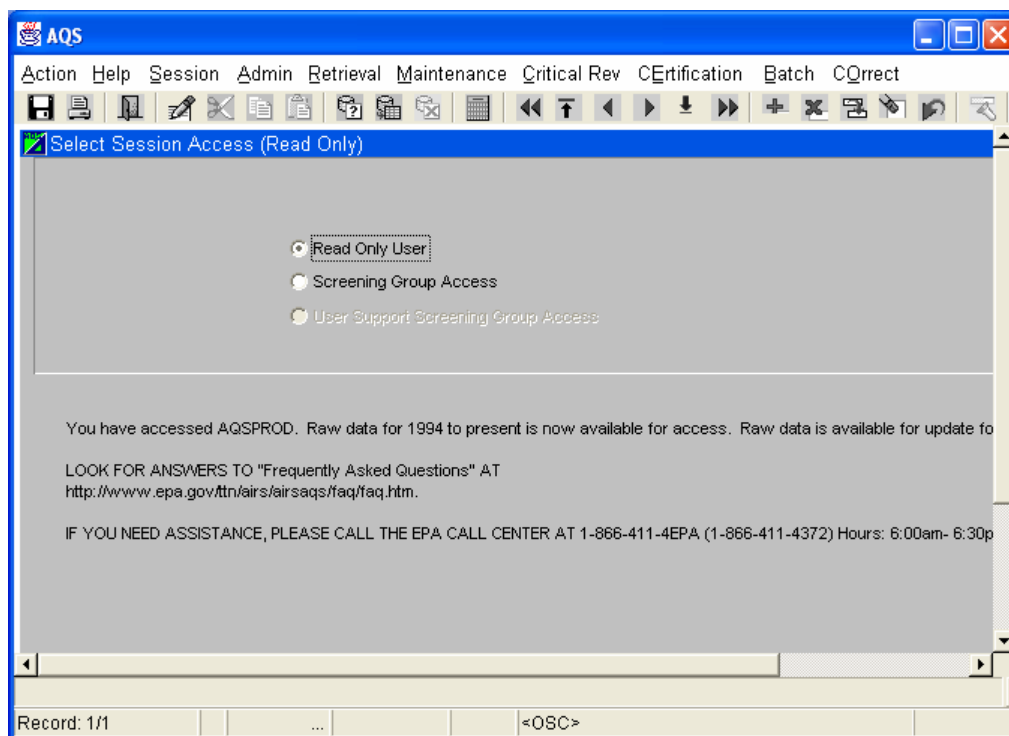 AQS
Action Help Session Admin Retrieval Maintenance Critical Rev CErtification Batch COrrect
Select Session Access (Read Only)
Read Only User
Screening Group Access
User Support Screening Group Access
You have accessed AQSPROD. Raw data for 1994 to present is now available for access. Raw data is available for update fo
LOOK FOR ANSWERS TO "Frequently Asked Questions" AT
http://www.epa.gov/ttn/airs/airsaqs/faq/faq.htm.
IF YOU NEED ASSISTANCE, PLEASE CALL THE EPA CALL CENTER AT 1-866-411-4EPA (1-866-411-4372) Hours: 6:00am- 6:30p
Record: 1/1 ... <OSC>